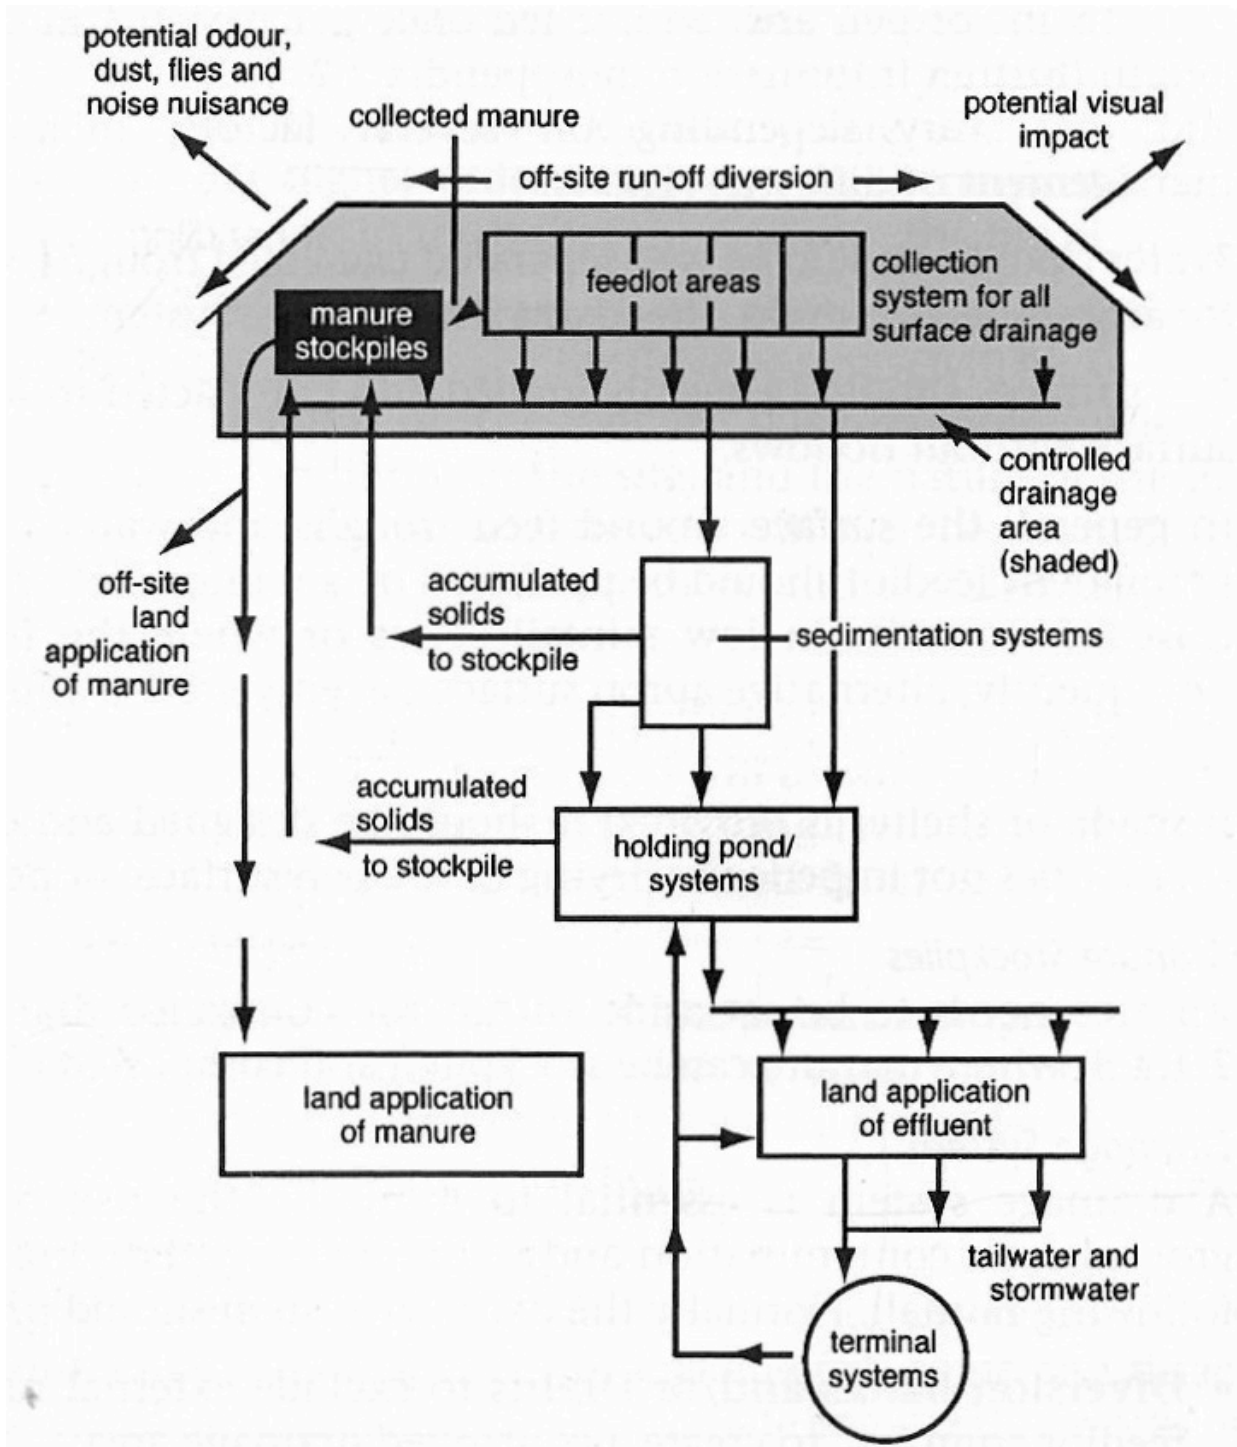 potential odour,
dust, flies and
noise nuisance
collected manure
potential visual
impact
off-site run-off diversion
feedlot areas
collection
system for all
surface drainage
manure
stockpiles
controlled
drainage
area
(shaded)
off-site
land
application
of manure
accumulated
solids
to stockpile
sedimentation systems
accumulated
solids
to stockpile
holding pond/
systems
land application
of manure
land application
of effluent
tailwater and
stormwater
terminal
systems